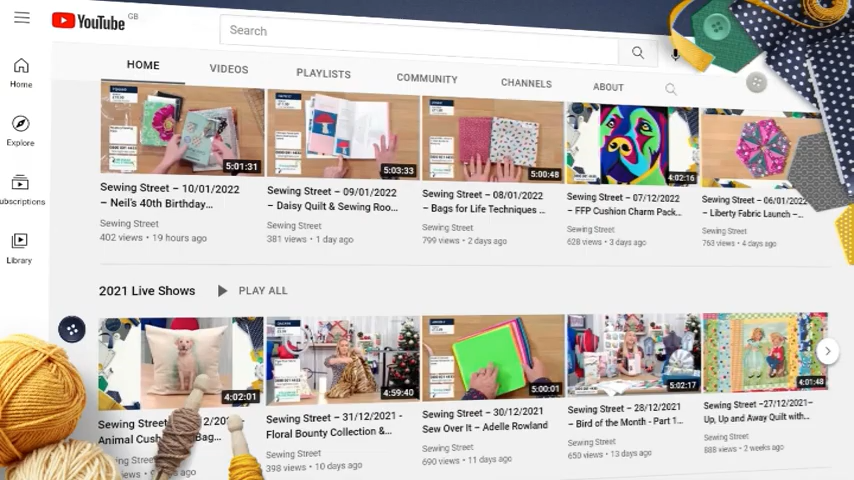 YouTube GB
Search
Home
Explore
ubscriptions
Library
HOME
VIDEOS
PLAYLISTS
COMMUNITY
CHANNELS
ABOUT
5:01:31
5:03:33
5:00:48
4:02:16
Sewing Street – 10/01/2022
– Neil's 40th Birthday...
Sewing Street
402 views • 19 hours ago
Sewing Street – 09/01/2022
– Daisy Quilt & Sewing Roo...
Sewing Street
381 views • 1 day ago
Sewing Street – 08/01/2022
– Bags for Life Techniques ...
Sewing Street
799 views • 2 days ago
Sewing Street – 07/12/2021
– FFP Cushion Charm Pack...
Sewing Street
628 views • 3 days ago
Sewing Street – 06/01/202
– Liberty Fabric Launch –...
Sewing Street
763 views • 4 days ago
2021 Live Shows
PLAY ALL
4:02:01
4:59:40
5:00:01
5:02:17
4:01:48
Sewing Street
Animal Cush Bag...
Sewing Street – 31/12/2021 -
Floral Bounty Collection &...
Sewing Street
398 views • 10 days ago
Sewing Street – 30/12/2021
Sew Over It – Adelle Rowland
Sewing Street
690 views • 11 days ago
Sewing Street – 28/12/2021
– Bird of the Month - Part 1...
Sewing Street
650 views • 13 days ago
Sewing Street –27/12/2021–
Up, Up and Away Quilt with...
Sewing Street
888 views • 2 weeks ago